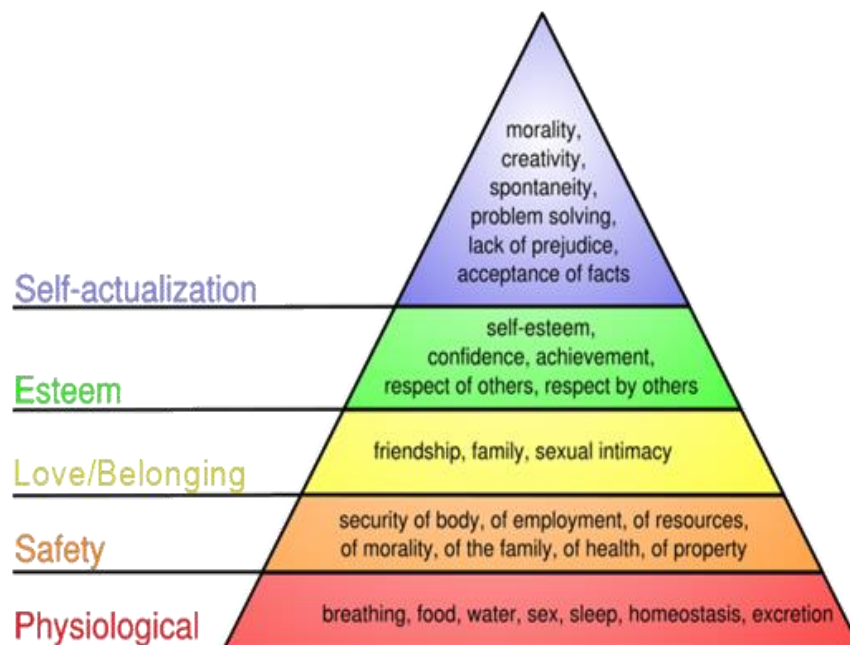 morality,
creativity,
spontaneity,
problem solving,
lack of prejudice,
acceptance of facts
Self-actualization
self-esteem,
confidence, achievement,
respect of others, respect by others
Esteem
friendship, family, sexual intimacy
Love/Belonging
security of body, of employment, of resources,
of morality, of the family, of health, of property
Safety
breathing, food, water, sex, sleep, homeostasis, excretion
Physiological